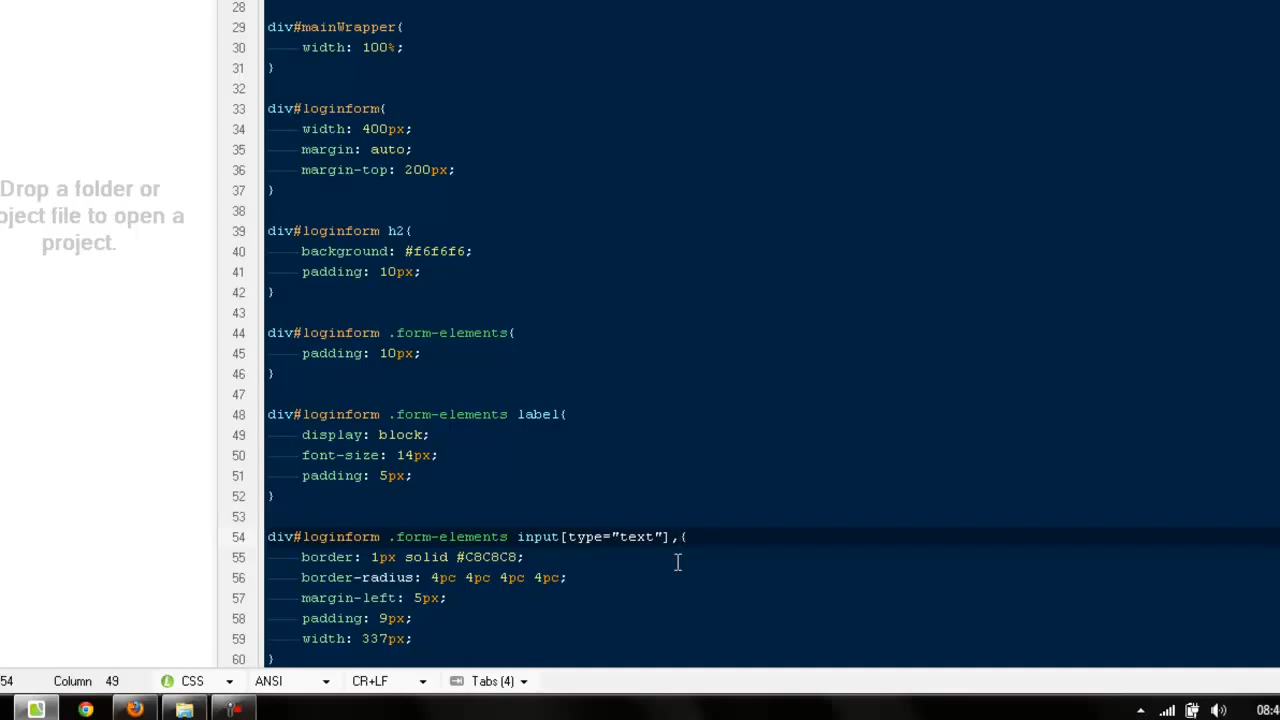 28
29 div#mainWrapper{
30 width: 100%;
31 }
32
33 div#loginform{
34 width: 400px;
35 margin: auto;
36 margin-top: 200px;
37 }
38
39 div#loginform h2{
40 background: #f6f6f6;
41 padding: 10px;
42 }
43
44 div#loginform .form-elements{
45 padding: 10px;
46 }
47
48 div#loginform .form-elements label{
49 display: block;
50 font-size: 14px;
51 padding: 5px;
52 }
53
54 div#loginform .form-elements input[type="text"],{
55 border: 1px solid #C8C8C8;
56 border-radius: 4pc 4pc 4pc 4pc;
57 margin-left: 5px;
58 padding: 9px;
59 width: 337px;
60 }
Drop a folder or
oject file to open a
project.
54 Column 49 CSS ANSI CR+LF Tabs (4)
08:4